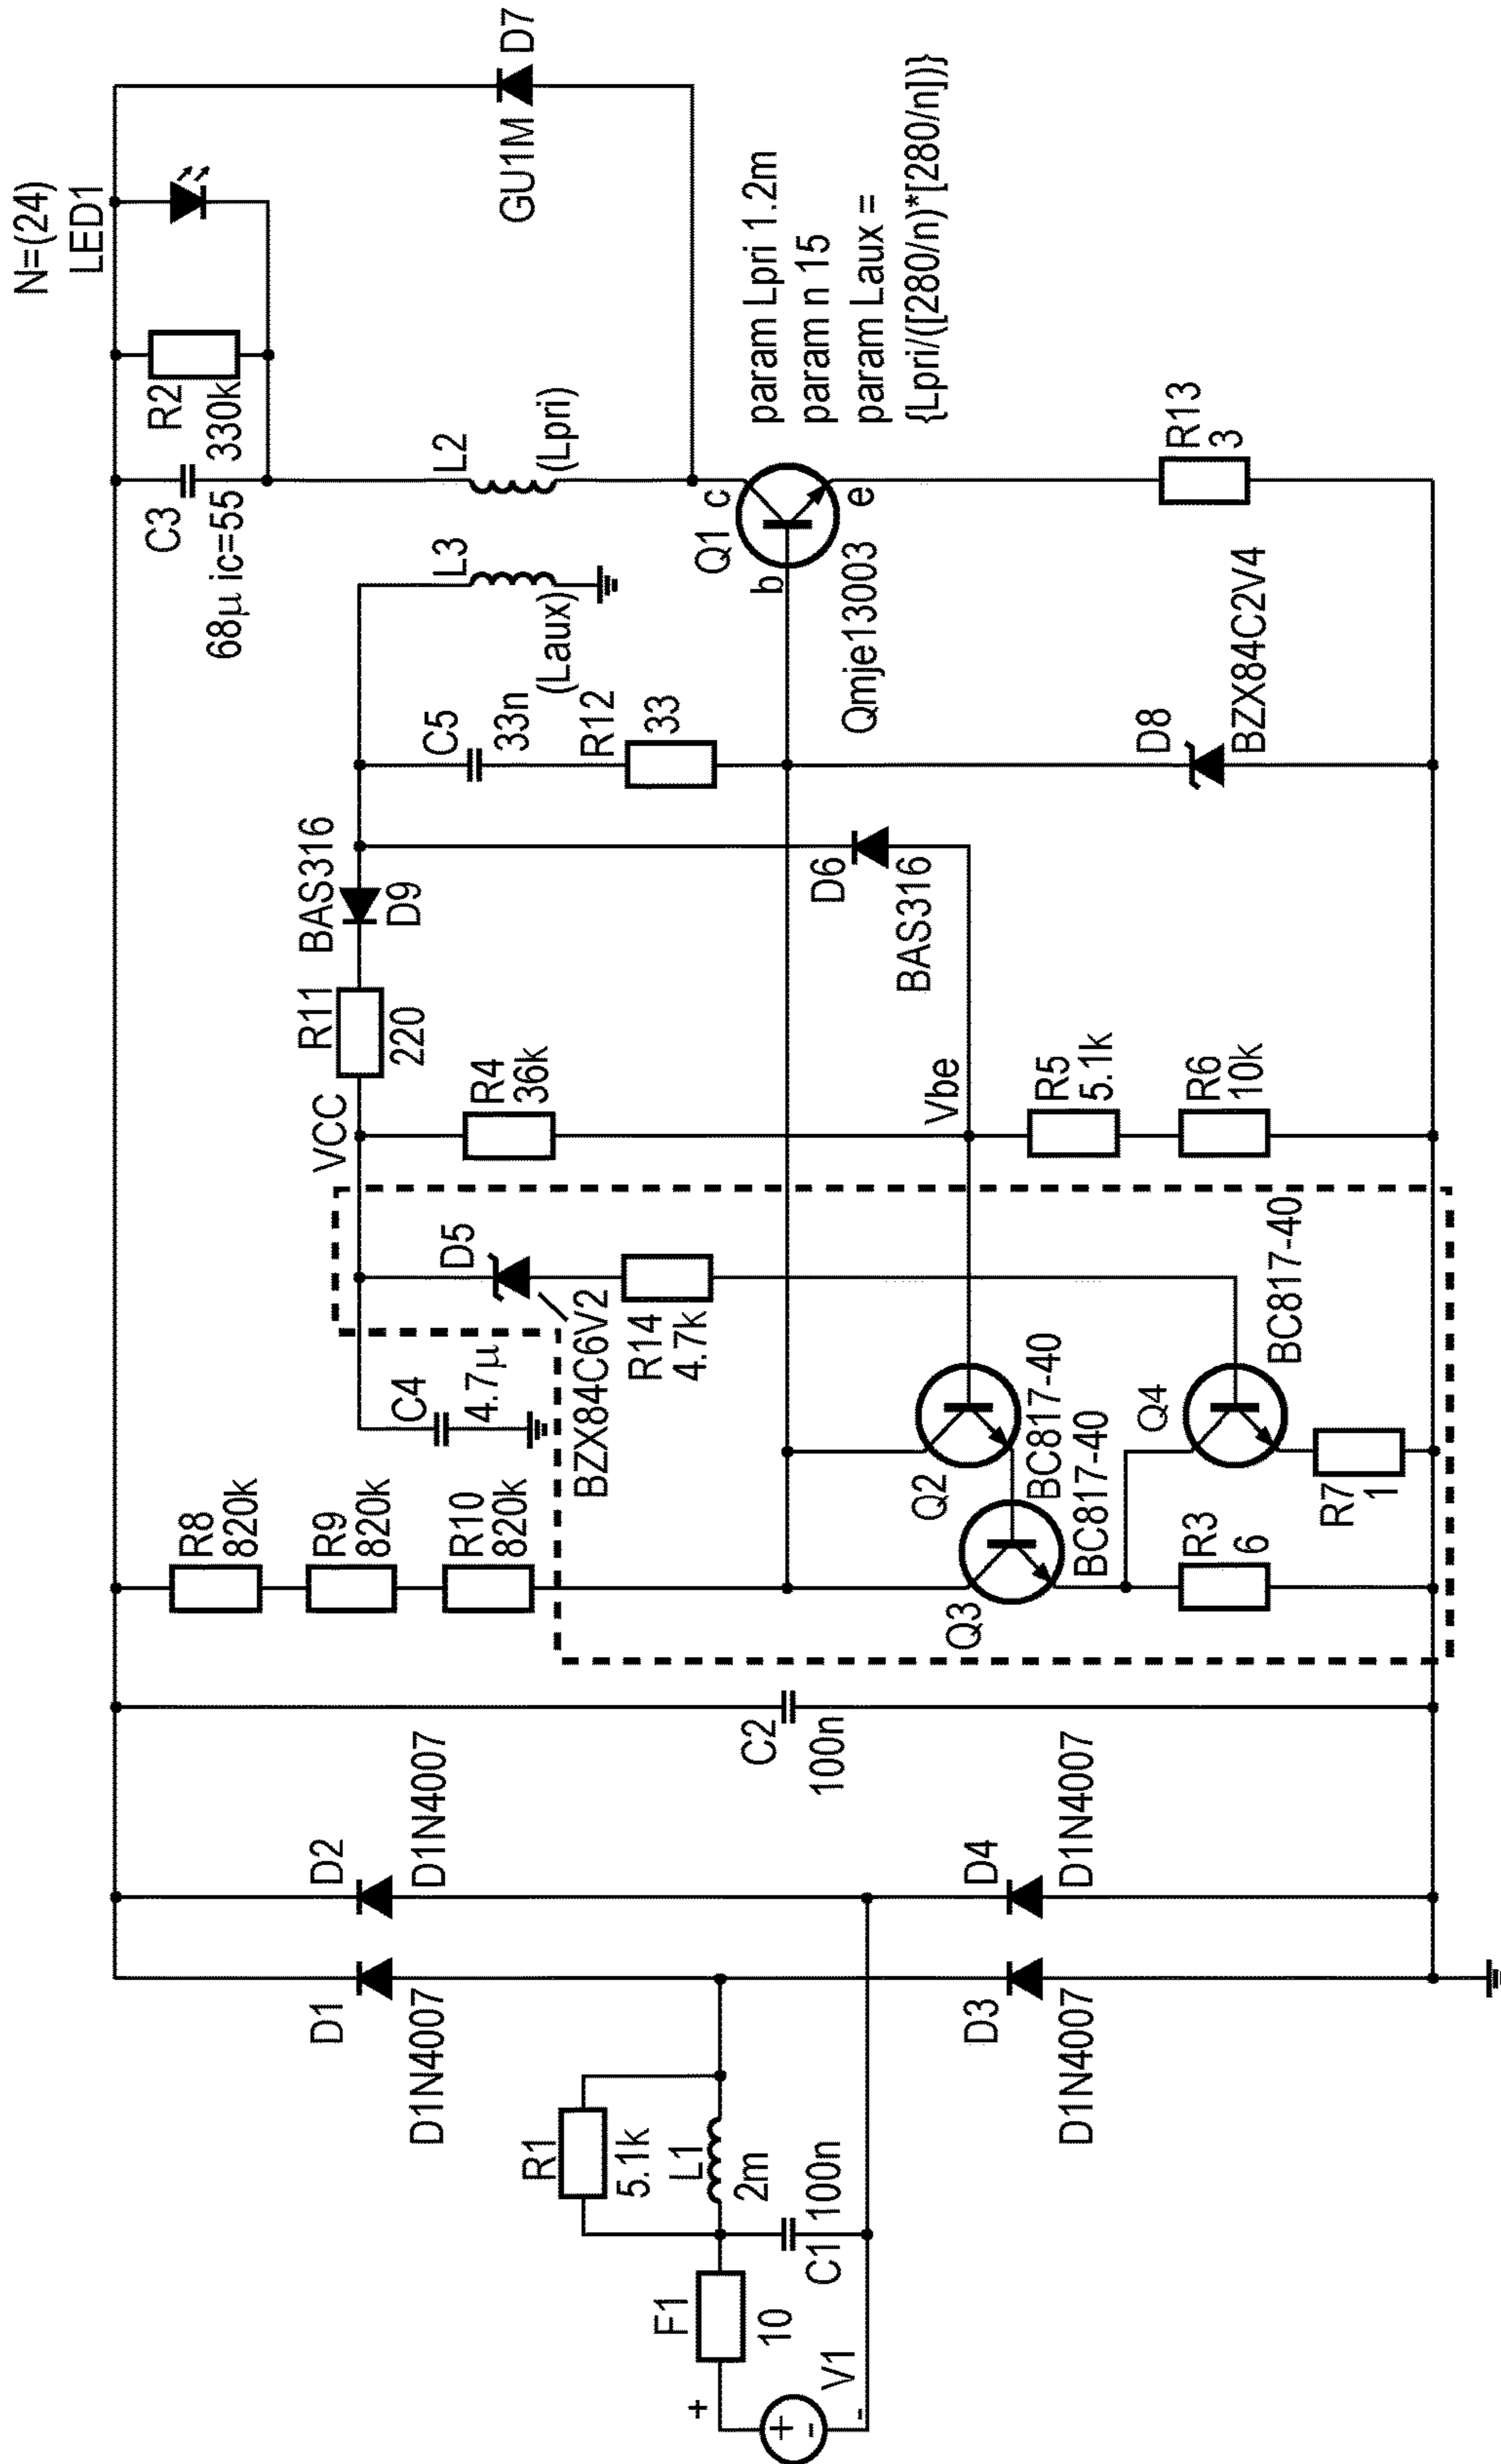 V1
+
-
+
-
F1
10
R1
5.1k
L1
2m
C1 100n
D1
D1N4007
D2
D1N4007
D3
D1N4007
D4
D1N4007
C2
100n
R8
820k
R9
820k
R10
820k
C4
4.7μ
VCC
D5
BZX84C6V2
R14
4.7k
Q2
BC817-40
Q3
BC817-40
Q4
BC817-40
R3
6
R7
1
R4
36k
Vbe
R5
5.1k
R6
10k
R11
220
BAS316
D9
D6
BAS316
C5
33n
R12
33
D8
BZX84C2V4
L3
(Laux)
L2
(Lpri)
C3
68μ ic=55
R2
330k
N=(24)
LED1
GU1M
D7
Q1
c
b
e
Qmje13003
R13
3
param Lpri 1.2m
param n 15
param Laux =
{Lpri/([280/n)*[280/n])}